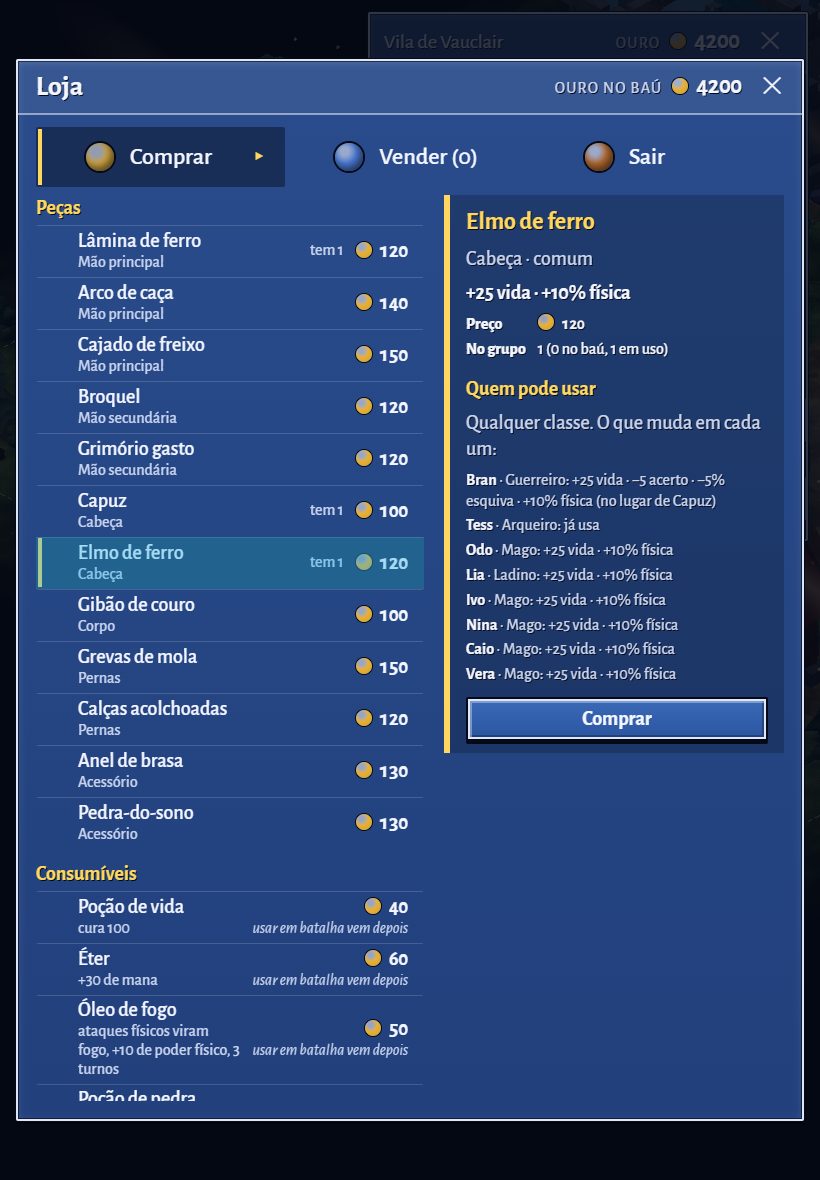 Vila de Vauclair OURO 4200
Loja OURO NO BAÚ 4200
Comprar Vender (0) Sair
Peças
Lâmina de ferro tem 1 120
Mão principal
Arco de caça 140
Mão principal
Cajado de freixo 150
Mão principal
Broquel 120
Mão secundária
Grimório gasto 120
Mão secundária
Capuz tem 1 100
Cabeça
Elmo de ferro tem 1 120
Cabeça
Gibão de couro 100
Corpo
Grevas de mola 150
Pernas
Calças acolchoadas 120
Pernas
Anel de brasa 130
Acessório
Pedra-do-sono 130
Acessório
Consumíveis
Poção de vida 40
cura 100 usar em batalha vem depois
Éter 60
+30 de mana usar em batalha vem depois
Óleo de fogo 50
ataques físicos viram
fogo, +10 de poder físico, 3 usar em batalha vem depois
turnos
Poção de pedra
Elmo de ferro
Cabeça · comum
+25 vida · +10% física
Preço 120
No grupo 1 (0 no baú, 1 em uso)
Quem pode usar
Qualquer classe. O que muda em cada
um:
Bran · Guerreiro: +25 vida · −5 acerto · −5%
esquiva · +10% física (no lugar de Capuz)
Tess · Arqueiro: já usa
Odo · Mago: +25 vida · +10% física
Lia · Ladino: +25 vida · +10% física
Ivo · Mago: +25 vida · +10% física
Nina · Mago: +25 vida · +10% física
Caio · Mago: +25 vida · +10% física
Vera · Mago: +25 vida · +10% física
Comprar